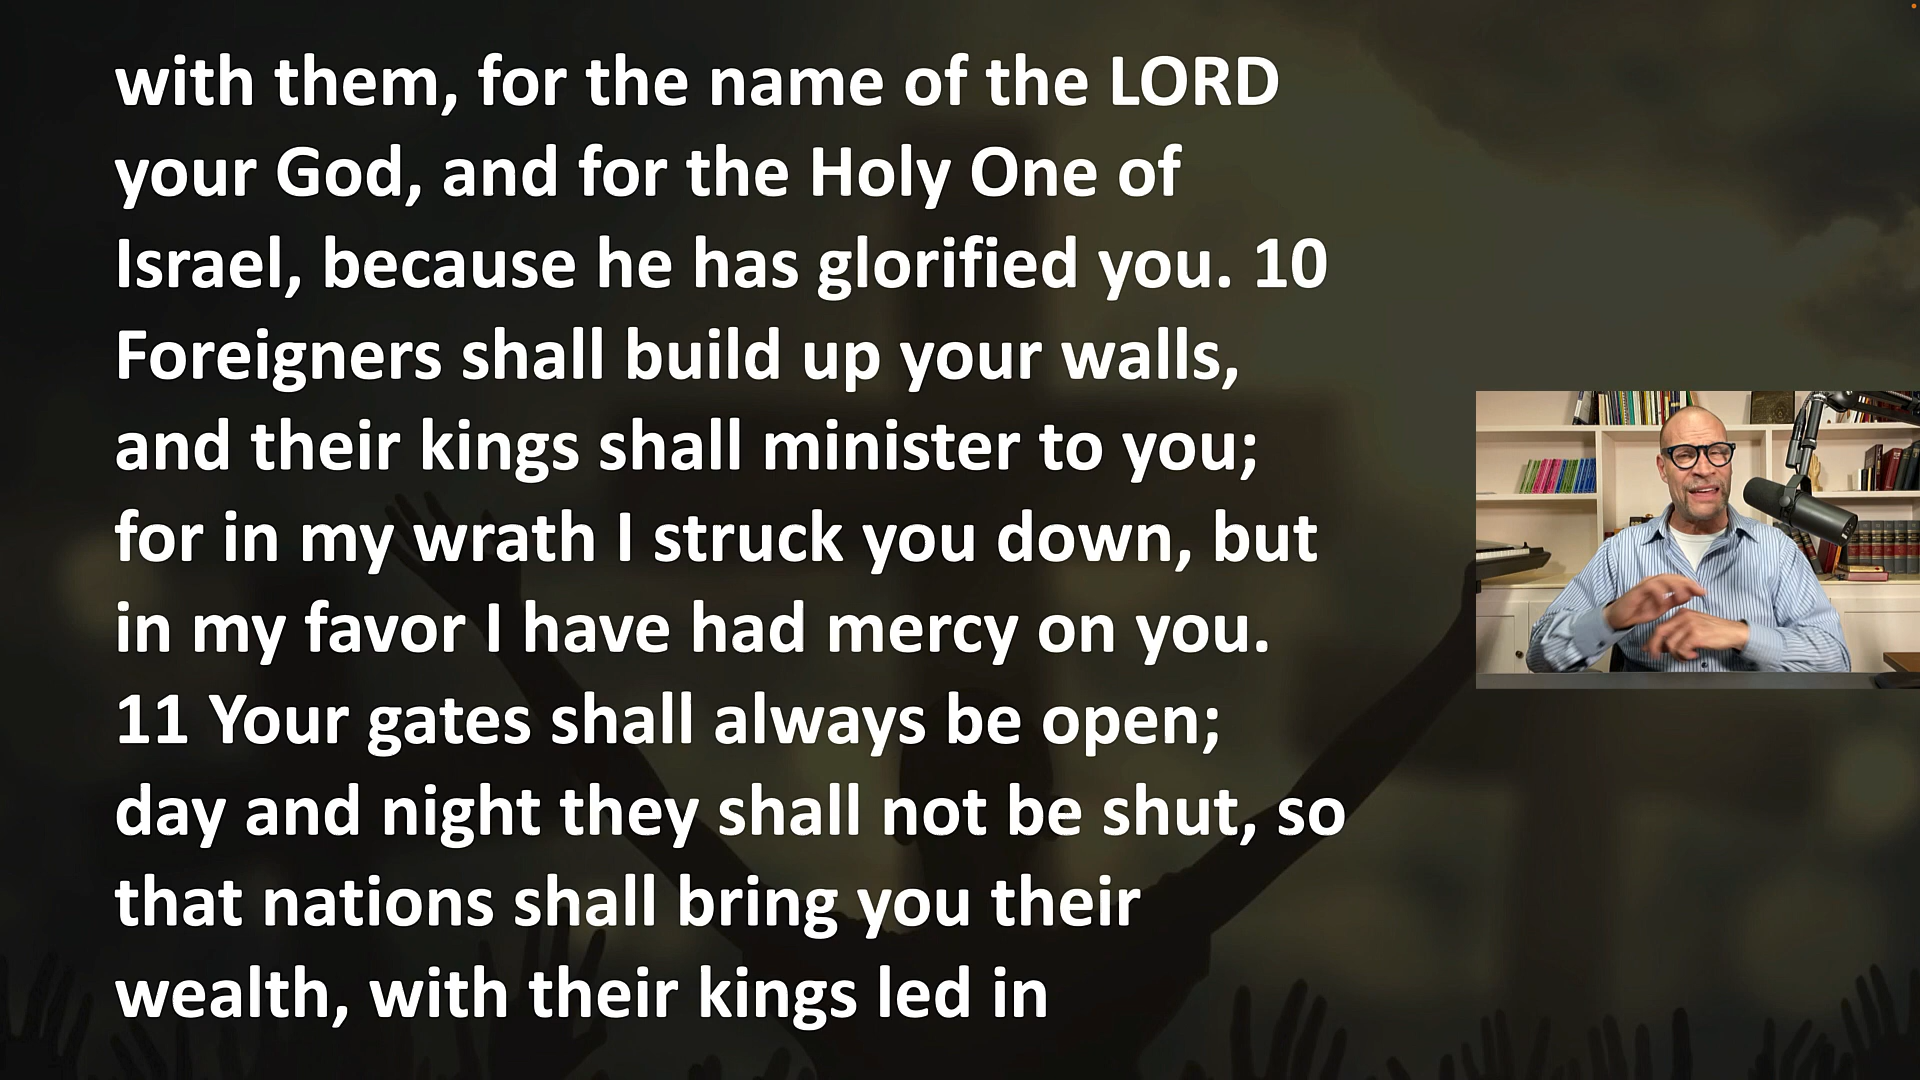 with them, for the name of the LORD
your God, and for the Holy One of
Israel, because he has glorified you. 10
Foreigners shall build up your walls,
and their kings shall minister to you;
for in my wrath I struck you down, but
in my favor I have had mercy on you.
11 Your gates shall always be open;
day and night they shall not be shut, so
that nations shall bring you their
wealth, with their kings led in